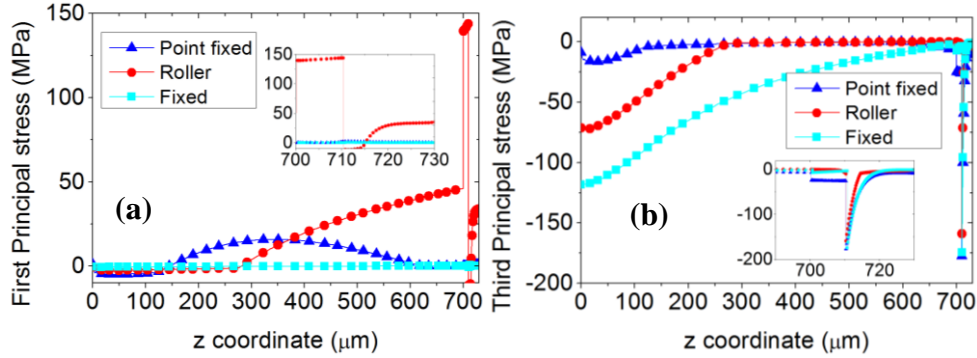 First Principal stress (MPa)
150
100
50
0
Point fixed
Roller
Fixed
150
100
50
0
700 710 720 730
(a)
0 100 200 300 400 500 600 700
z coordinate (μm)
Third Principal stress (MPa)
0
-50
-100
-150
-200
Point fixed
Roller
Fixed
0
-100
-200
700 720
(b)
0 100 200 300 400 500 600 700
z coordinate (μm)